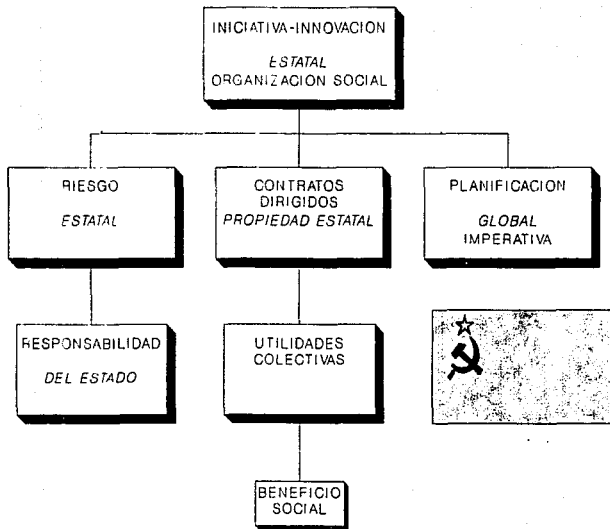 INICIATIVA-INNOVACION
ESTATAL
ORGANIZACION SOCIAL
RIESGO
ESTATAL
CONTRATOS
DIRIGIDOS
PROPIEDAD ESTATAL
PLANIFICACION
GLOBAL
IMPERATIVA
RESPONSABILIDAD
DEL ESTADO
UTILIDADES
COLECTIVAS
BENEFICIO
SOCIAL